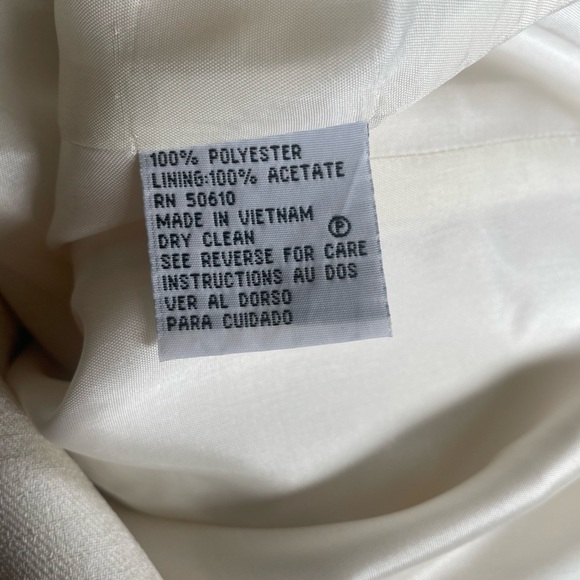 100% POLYESTER
LINING:100% ACETATE
RN 50610
MADE IN VIETNAM
DRY CLEAN Ⓟ
SEE REVERSE FOR CARE
INSTRUCTIONS AU DOS
VER AL DORSO
PARA CUIDADO